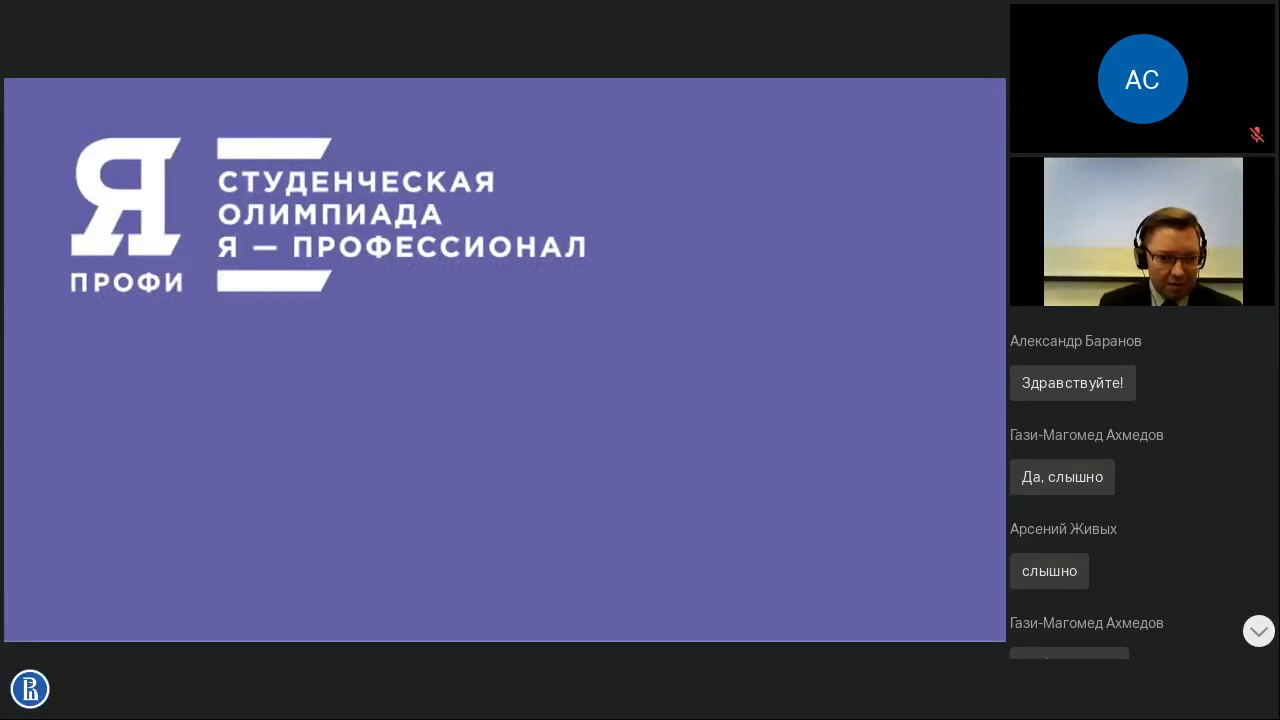 Я
ПРОФИ
СТУДЕНЧЕСКАЯ
ОЛИМПИАДА
Я — ПРОФЕССИОНАЛ
АС
Александр Баранов
Здравствуйте!
Гази-Магомед Ахмедов
Да, слышно
Арсений Живых
слышно
Гази-Магомед Ахмедов